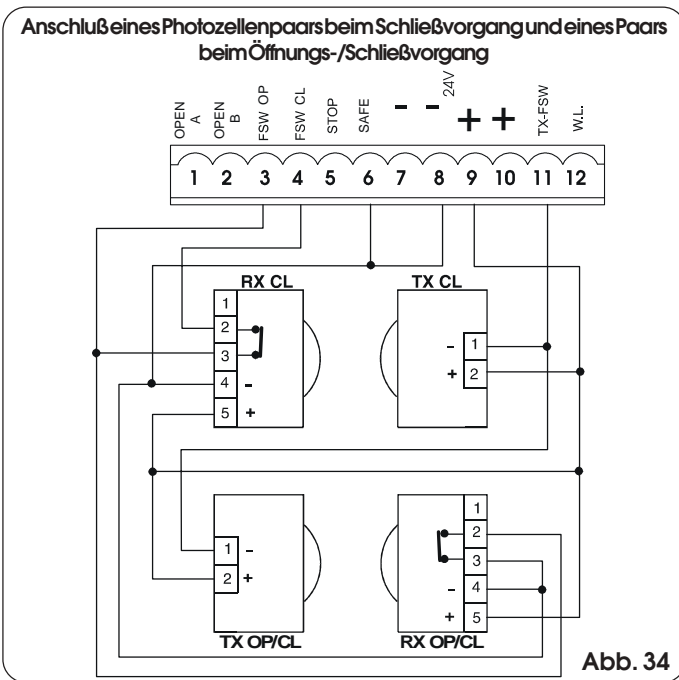 Anschluß eines Photozellenpaars beim Schließvorgang und eines Paars
beim Öffnungs-/Schließvorgang
OPEN A
OPEN B
FSW OP
FSW CL
STOP
SAFE
-
-
24V
+
+
TX-FSW
W.L.
1 2 3 4 5 6 7 8 9 10 11 12
RX CL
1
2
3
4 -
5 +
TX CL
- 1
+ 2
1 -
2 +
TX OP/CL
1
2
3
- 4
+ 5
RX OP/CL
Abb. 34